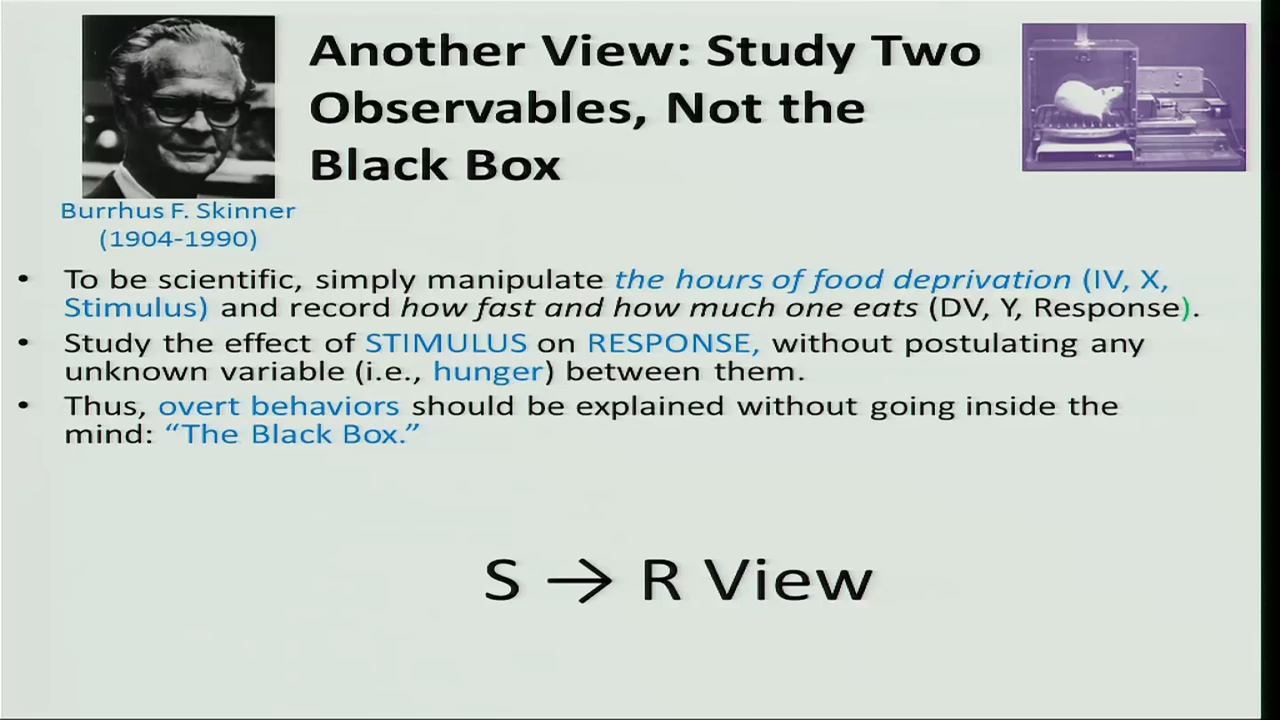 Another View: Study Two
Observables, Not the
Black Box
Burrhus F. Skinner
(1904-1990)
• To be scientific, simply manipulate the hours of food deprivation (IV, X,
Stimulus) and record how fast and how much one eats (DV, Y, Response).
• Study the effect of STIMULUS on RESPONSE, without postulating any
unknown variable (i.e., hunger) between them.
• Thus, overt behaviors should be explained without going inside the
mind: “The Black Box.”
S → R View